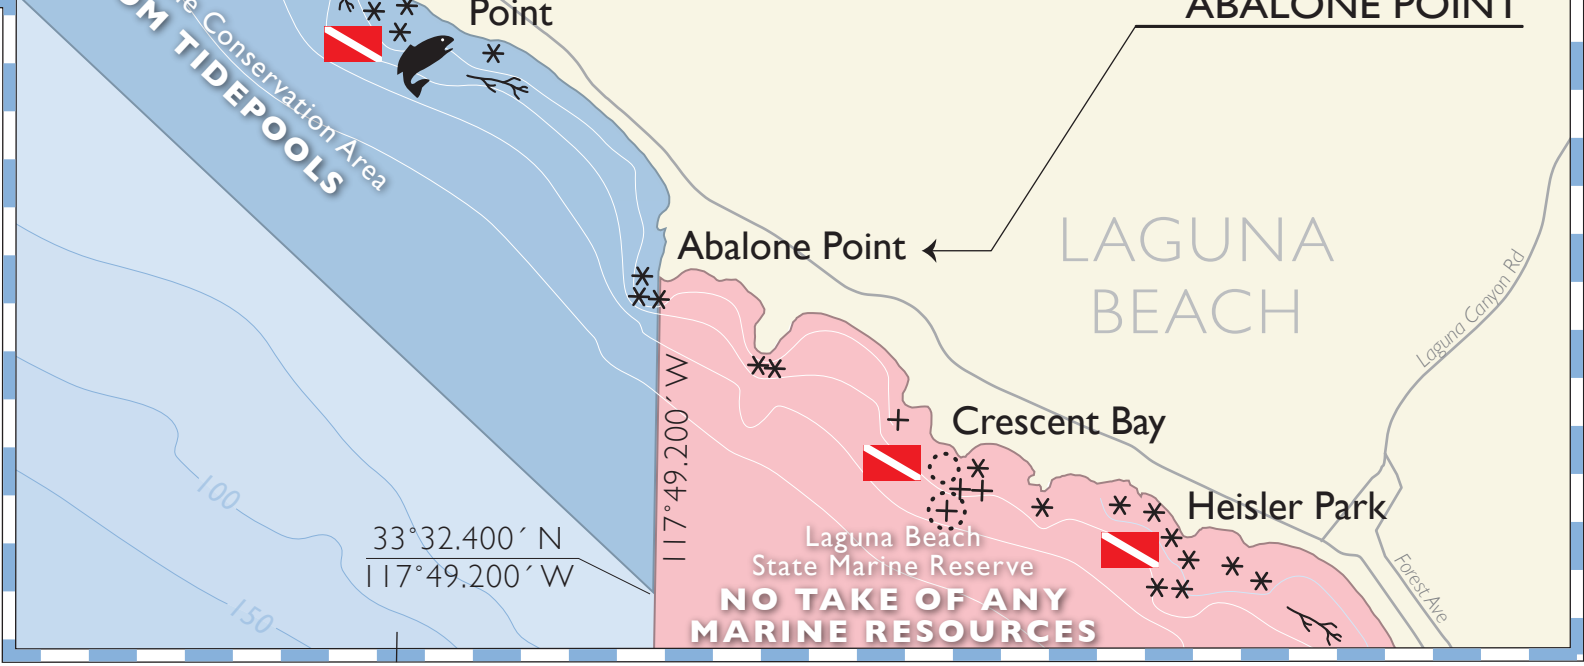 Point
ABALONE POINT
Conservation Area
TIDEPOOLS
Abalone Point
LAGUNA
BEACH
Laguna Canyon Rd
117°49.200´ W
Crescent Bay
Heisler Park
100
33°32.400´ N
117°49.200´ W
Laguna Beach
State Marine Reserve
NO TAKE OF ANY
MARINE RESOURCES
Forest Ave
150